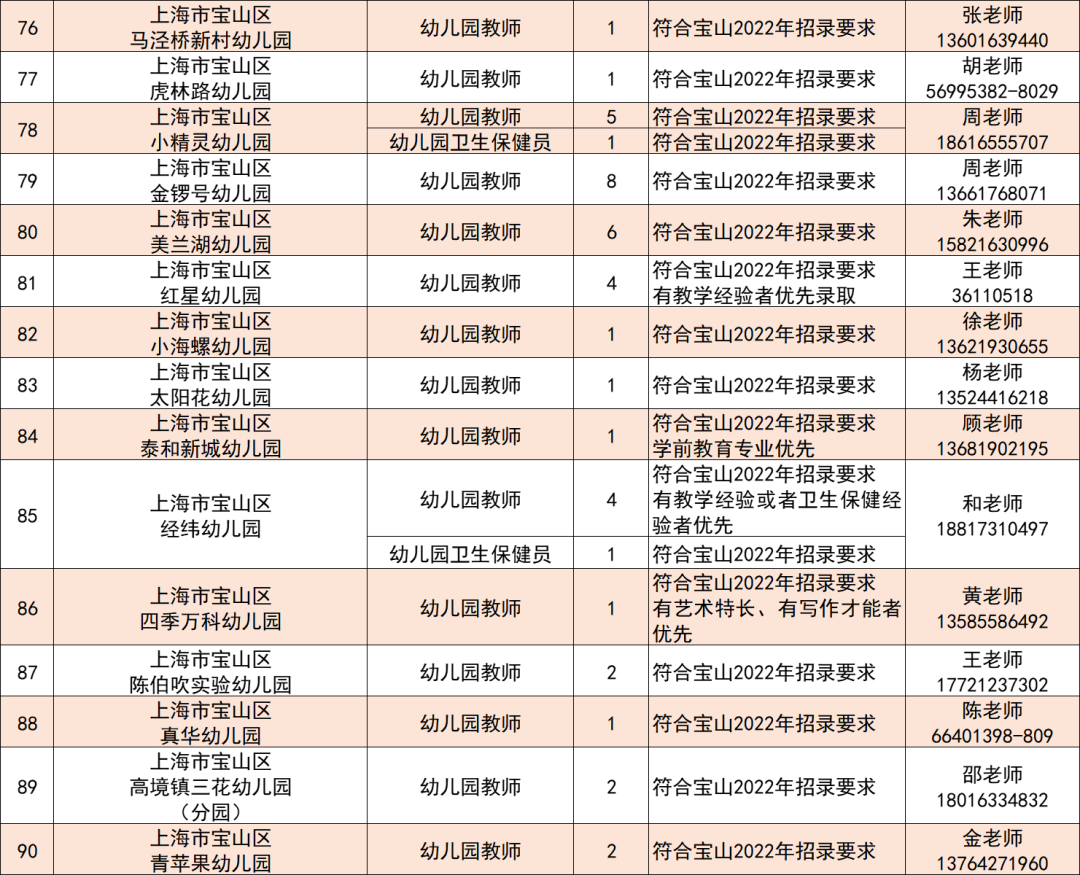 76
上海市宝山区
马泾桥新村幼儿园
幼儿园教师
1
符合宝山2022年招录要求
张老师
13601639440
77
上海市宝山区
虎林路幼儿园
幼儿园教师
1
符合宝山2022年招录要求
胡老师
56995382-8029
78
上海市宝山区
小精灵幼儿园
幼儿园教师
5
符合宝山2022年招录要求
幼儿园卫生保健员
1
符合宝山2022年招录要求
周老师
18616555707
79
上海市宝山区
金锣号幼儿园
幼儿园教师
8
符合宝山2022年招录要求
周老师
13661768071
80
上海市宝山区
美兰湖幼儿园
幼儿园教师
6
符合宝山2022年招录要求
朱老师
15821630996
81
上海市宝山区
红星幼儿园
幼儿园教师
4
符合宝山2022年招录要求
有教学经验者优先录取
王老师
36110518
82
上海市宝山区
小海螺幼儿园
幼儿园教师
1
符合宝山2022年招录要求
徐老师
13621930655
83
上海市宝山区
太阳花幼儿园
幼儿园教师
1
符合宝山2022年招录要求
杨老师
13524416218
84
上海市宝山区
泰和新城幼儿园
幼儿园教师
1
符合宝山2022年招录要求
学前教育专业优先
顾老师
13681902195
85
上海市宝山区
经纬幼儿园
幼儿园教师
4
符合宝山2022年招录要求
有教学经验或者卫生保健经
验者优先
幼儿园卫生保健员
1
符合宝山2022年招录要求
和老师
18817310497
86
上海市宝山区
四季万科幼儿园
幼儿园教师
1
符合宝山2022年招录要求
有艺术特长、有写作才能者
优先
黄老师
13585586492
87
上海市宝山区
陈伯吹实验幼儿园
幼儿园教师
2
符合宝山2022年招录要求
王老师
17721237302
88
上海市宝山区
真华幼儿园
幼儿园教师
1
符合宝山2022年招录要求
陈老师
66401398-809
89
上海市宝山区
高境镇三花幼儿园
（分园）
幼儿园教师
2
符合宝山2022年招录要求
邵老师
18016334832
90
上海市宝山区
青苹果幼儿园
幼儿园教师
2
符合宝山2022年招录要求
金老师
13764271960